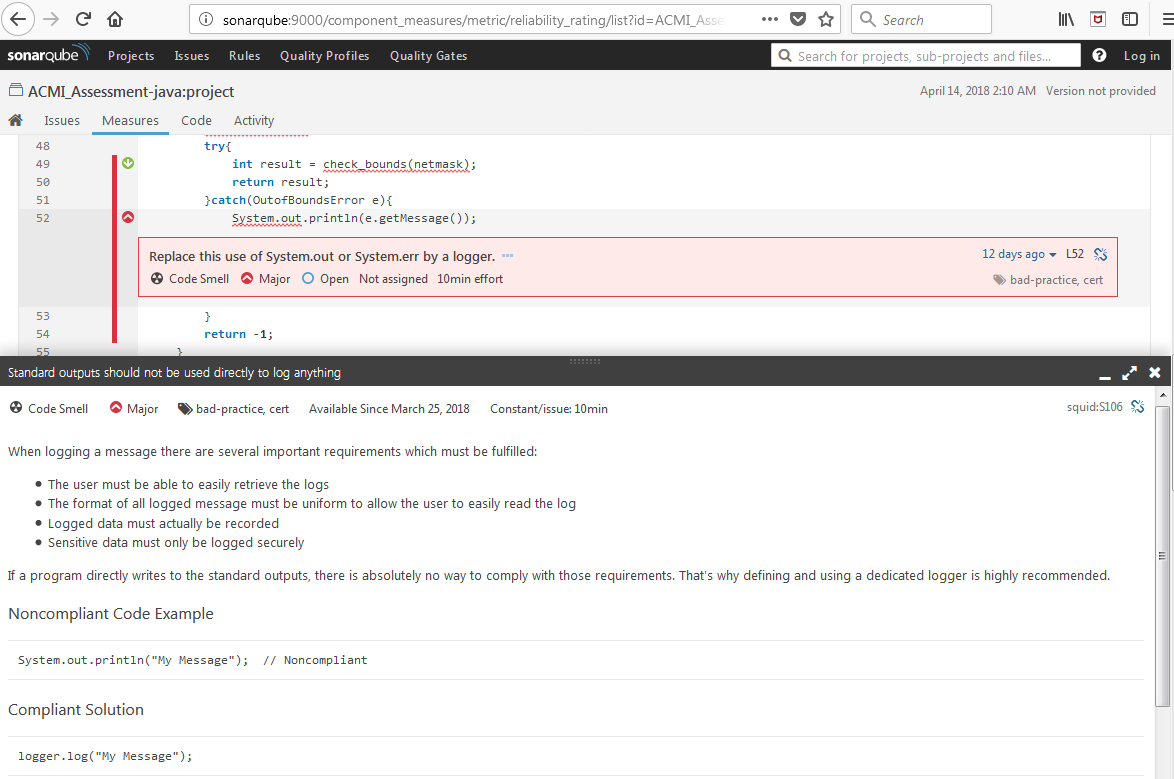 sonarqube:9000/component_measures/metric/reliability_rating/list?id=ACMI_Asse
Search
sonarqube Projects Issues Rules Quality Profiles Quality Gates Search for projects, sub-projects and files... ? Log in
ACMI_Assessment-java:project April 14, 2018 2:10 AM Version not provided
Issues Measures Code Activity
48 try{
49 int result = check_bounds(netmask);
50 return result;
51 }catch(OutofBoundsError e){
52 System.out.println(e.getMessage());
Replace this use of System.out or System.err by a logger. 12 days ago L52
Code Smell Major Open Not assigned 10min effort bad-practice, cert
53 }
54 return -1;
55 }
Standard outputs should not be used directly to log anything
Code Smell Major bad-practice, cert Available Since March 25, 2018 Constant/issue: 10min squid:S106
When logging a message there are several important requirements which must be fulfilled:
• The user must be able to easily retrieve the logs
• The format of all logged message must be uniform to allow the user to easily read the log
• Logged data must actually be recorded
• Sensitive data must only be logged securely
If a program directly writes to the standard outputs, there is absolutely no way to comply with those requirements. That's why defining and using a dedicated logger is highly recommended.
Noncompliant Code Example
System.out.println("My Message");  // Noncompliant
Compliant Solution
logger.log("My Message");